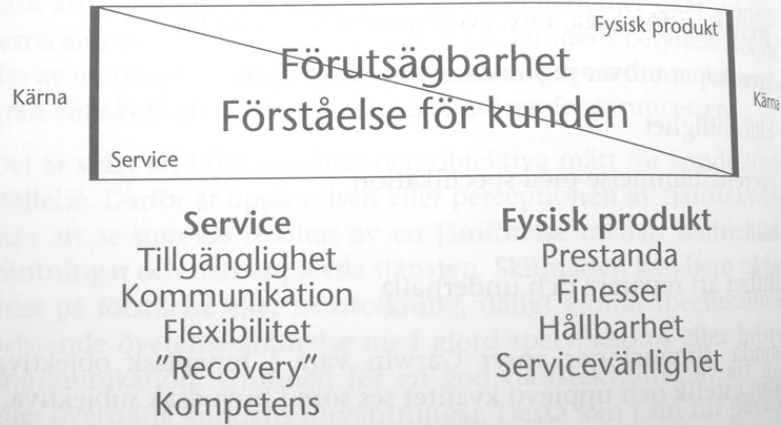 Fysisk produkt
Förutsägbarhet
Kärna
Kärna
Förståelse för kunden
Service
Service
Tillgänglighet
Kommunikation
Flexibilitet
"Recovery"
Kompetens
Fysisk produkt
Prestanda
Finesser
Hållbarhet
Servicevänlighet